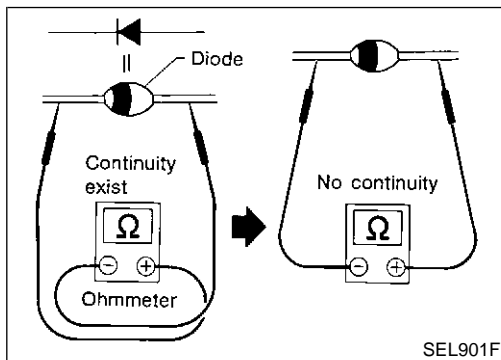 Diode
Continuity
exist
No continuity
Ω
Ω
⊖ ⊕
⊖ ⊕
Ohmmeter
SEL901F